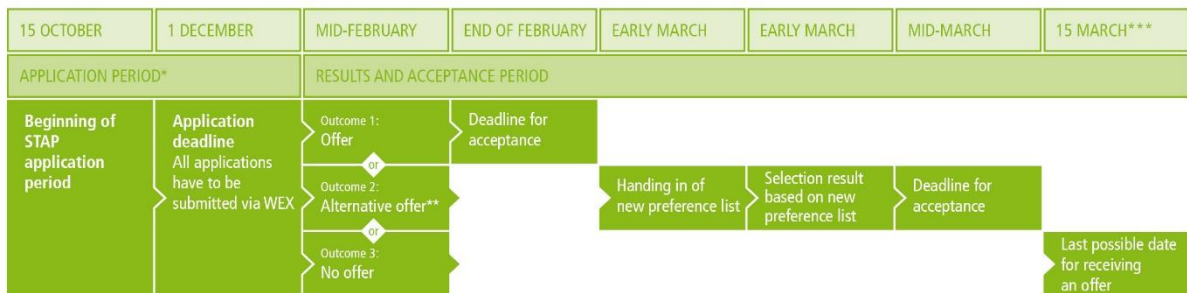 15 OCTOBER
1 DECEMBER
MID-FEBRUARY
END OF FEBRUARY
EARLY MARCH
EARLY MARCH
MID-MARCH
15 MARCH***
APPLICATION PERIOD*
RESULTS AND ACCEPTANCE PERIOD
Beginning of
STAP
application
period
Application
deadline
All applications
have to be
submitted via WEX
Outcome 1:
Offer
Deadline for
acceptance
or
Outcome 2:
Alternative offer**
Handing in of
new preference list
Selection result
based on new
preference list
Deadline for
acceptance
or
Outcome 3:
No offer
Last possible date
for receiving
an offer